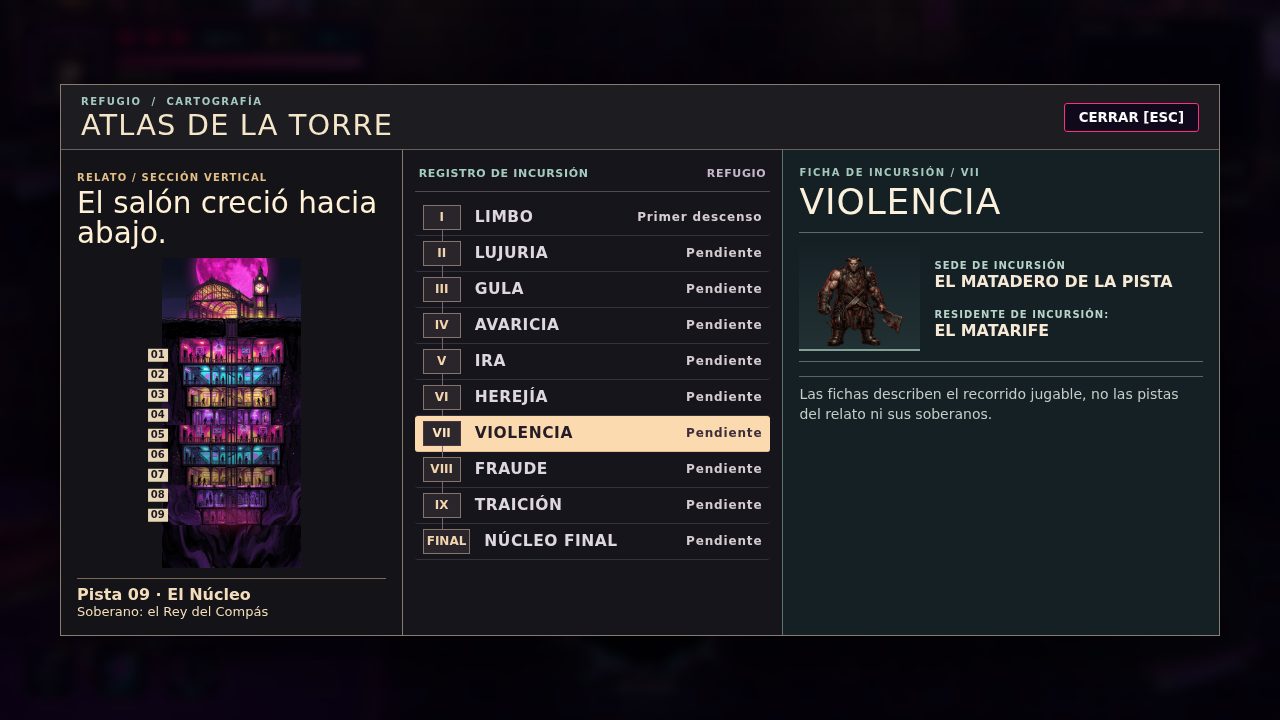 REFUGIO / CARTOGRAFÍA
ATLAS DE LA TORRE
CERRAR [ESC]
RELATO / SECCIÓN VERTICAL
El salón creció hacia
abajo.
01
02
03
04
05
06
07
08
09
Pista 09 · El Núcleo
Soberano: el Rey del Compás
REGISTRO DE INCURSIÓN REFUGIO
I LIMBO Primer descenso
II LUJURIA Pendiente
III GULA Pendiente
IV AVARICIA Pendiente
V IRA Pendiente
VI HEREJÍA Pendiente
VII VIOLENCIA Pendiente
VIII FRAUDE Pendiente
IX TRAICIÓN Pendiente
FINAL NÚCLEO FINAL Pendiente
FICHA DE INCURSIÓN / VII
VIOLENCIA
SEDE DE INCURSIÓN
EL MATADERO DE LA PISTA
RESIDENTE DE INCURSIÓN:
EL MATARIFE
Las fichas describen el recorrido jugable, no las pistas
del relato ni sus soberanos.